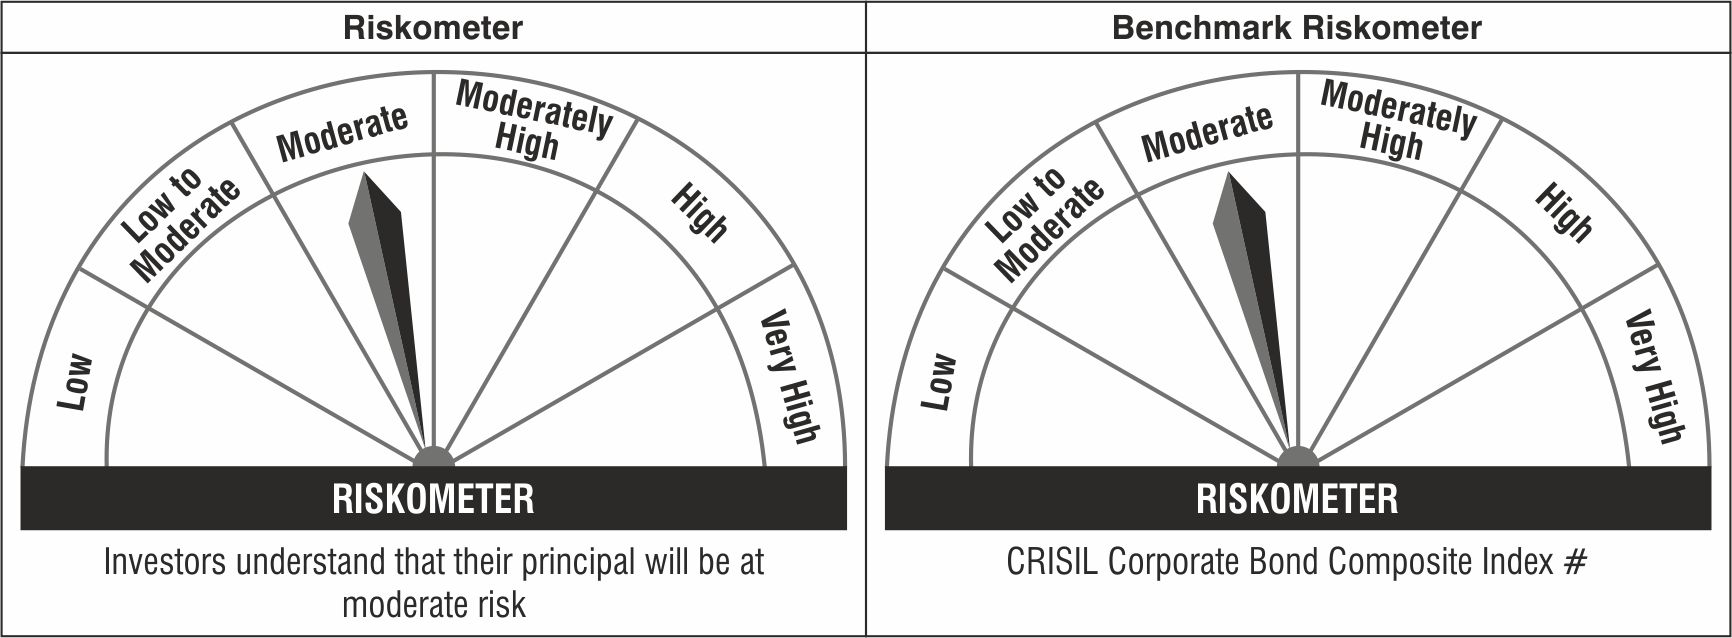 Riskometer
Benchmark Riskometer
Low
Low to
Moderate
Moderate
Moderately
High
High
Very High
RISKOMETER
Investors understand that their principal will be at
moderate risk
Low
Low to
Moderate
Moderate
Moderately
High
High
Very High
RISKOMETER
CRISIL Corporate Bond Composite Index #